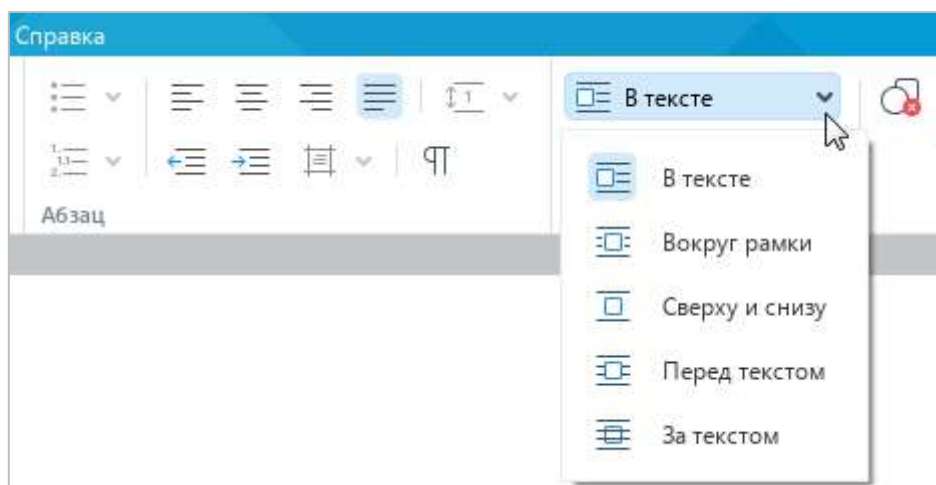 Справка
В тексте
Абзац
В тексте
Вокруг рамки
Сверху и снизу
Перед текстом
За текстом